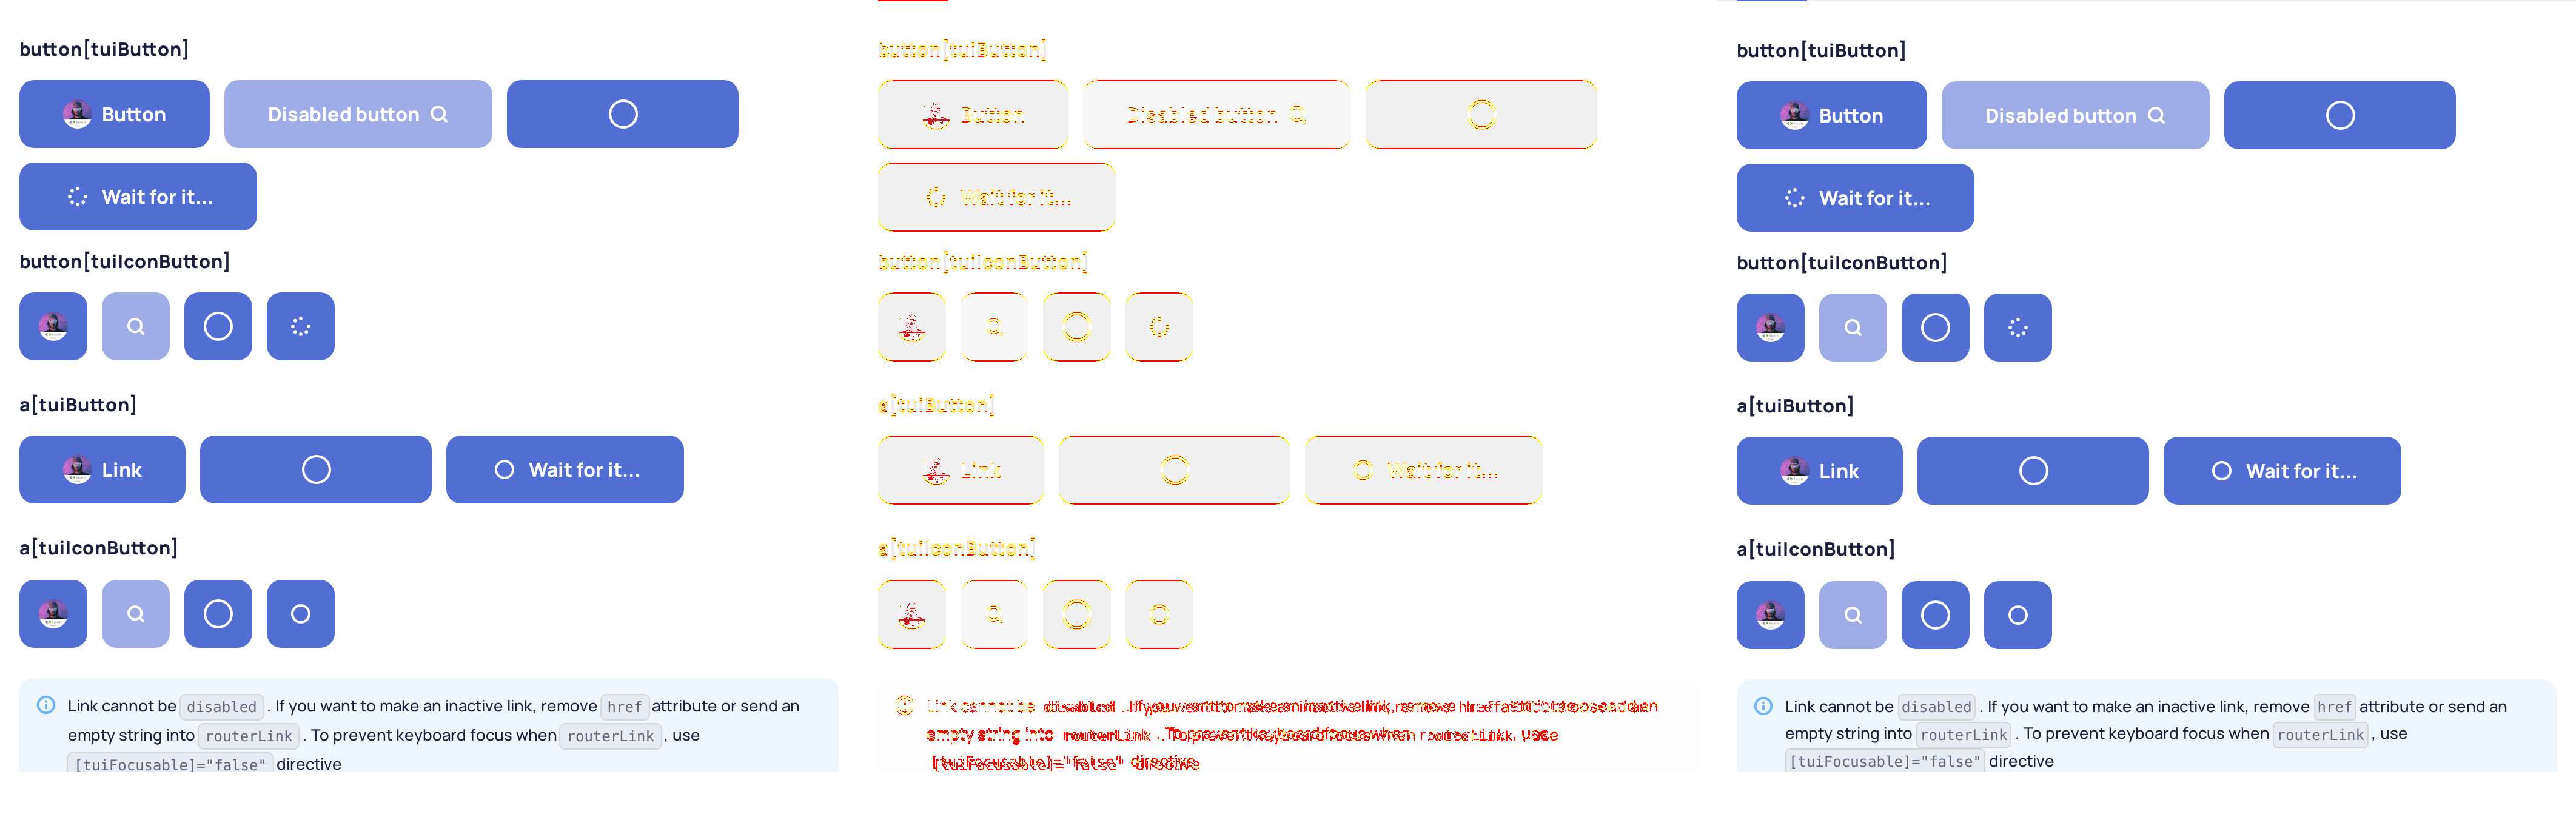 button[tuiButton]
Button
Disabled button
Wait for it...
button[tuiIconButton]
a[tuiButton]
Link
Wait for it...
a[tuiIconButton]
Link cannot be disabled . If you want to make an inactive link, remove href attribute or send an
empty string into routerLink . To prevent keyboard focus when routerLink , use
[tuiFocusable]="false" directive
button[tuiButton]
Button
Disabled button
Wait for it...
button[tuiIconButton]
a[tuiButton]
Link
Wait for it...
a[tuiIconButton]
Link cannot be disabled . If you want to make an inactive link, remove href attribute or send an
empty string into routerLink . To prevent keyboard focus when routerLink , use
[tuiFocusable]="false" directive
button[tuiButton]
Button
Disabled button
Wait for it...
button[tuiIconButton]
a[tuiButton]
Link
Wait for it...
a[tuiIconButton]
Link cannot be disabled . If you want to make an inactive link, remove href attribute or send an
empty string into routerLink . To prevent keyboard focus when routerLink , use
[tuiFocusable]="false" directive